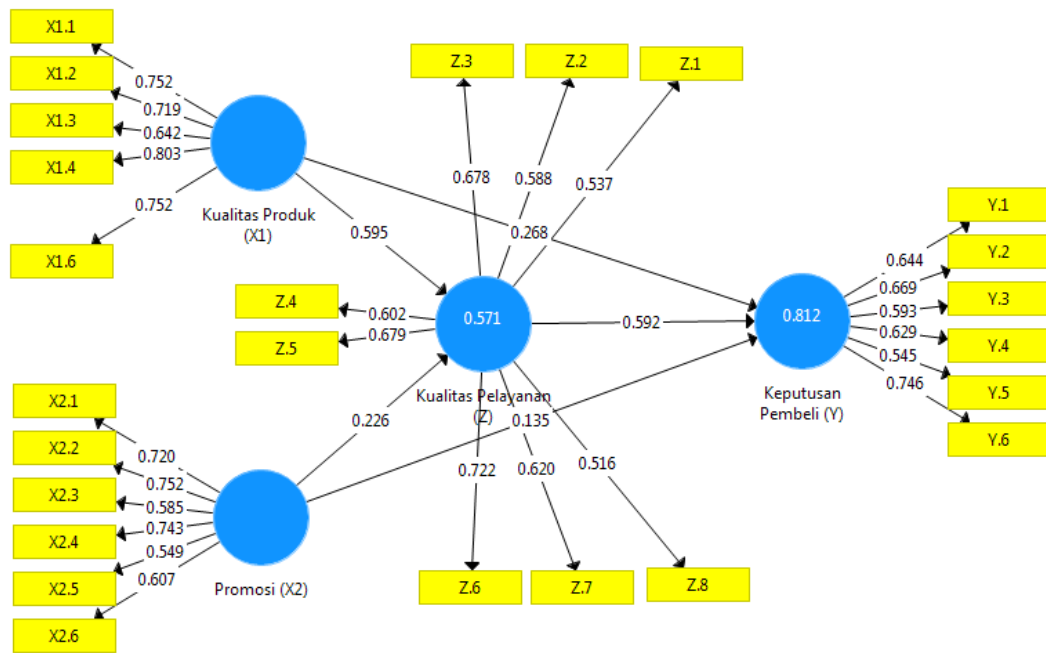 X1.1
X1.2
X1.3
X1.4
X1.6
0.752
0.719
0.642
0.803
0.752
Kualitas Produk
(X1)
Z.3
Z.2
Z.1
0.678
0.588
0.537
0.595
0.268
Z.4
Z.5
0.602
0.679
0.571
Kualitas Pelayanan
(Z)
0.592
0.812
Keputusan
Pembeli (Y)
Y.1
Y.2
Y.3
Y.4
Y.5
Y.6
0.644
0.669
0.593
0.629
0.545
0.746
X2.1
X2.2
X2.3
X2.4
X2.5
X2.6
0.720
0.752
0.585
0.743
0.549
0.607
Promosi (X2)
0.226
0.135
0.722
0.620
0.516
Z.6
Z.7
Z.8